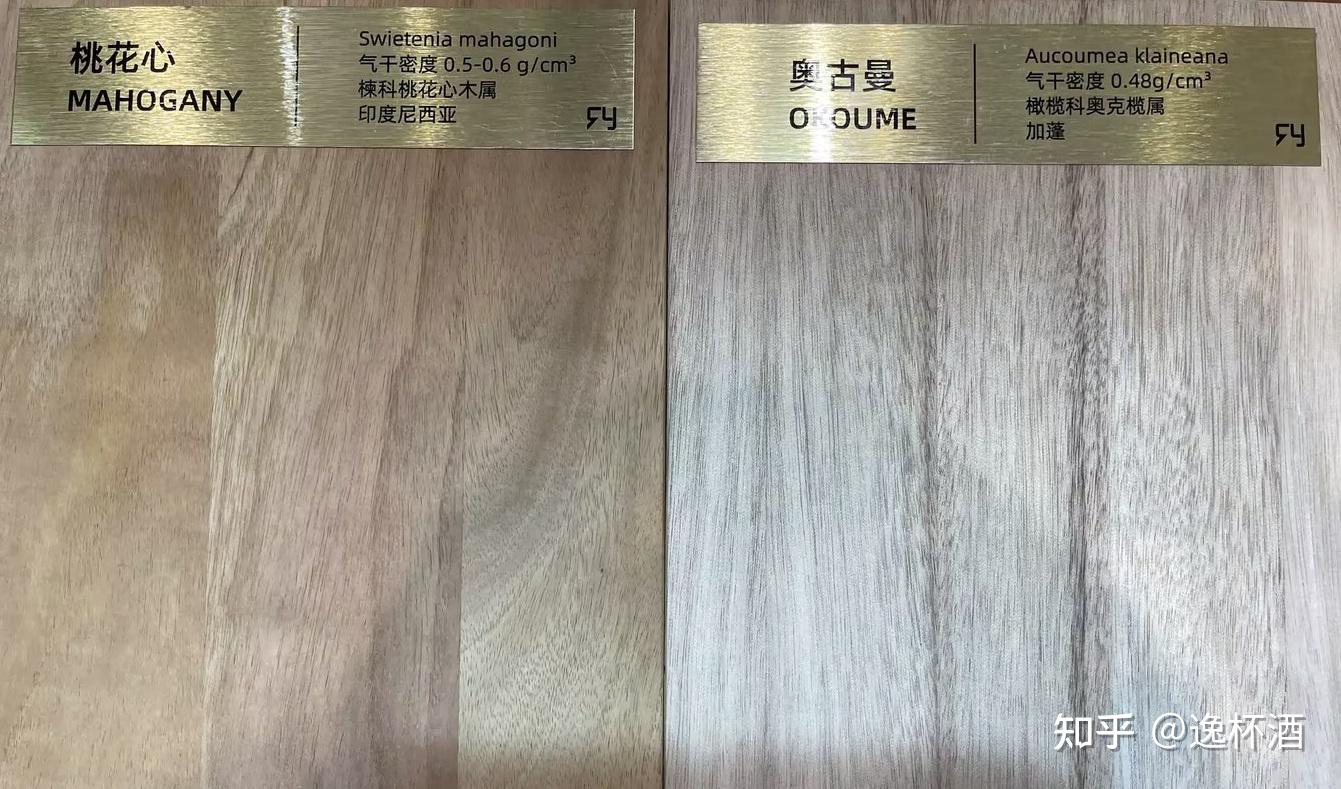 桃花心
MAHOGANY
Swietenia mahagoni
气干密度 0.5-0.6 g/cm³
楝科桃花心木属
印度尼西亚
奥古曼
OKOUME
Aucoumea klaineana
气干密度 0.48g/cm³
橄榄科奥克榄属
加蓬
知乎 @逸杯酒